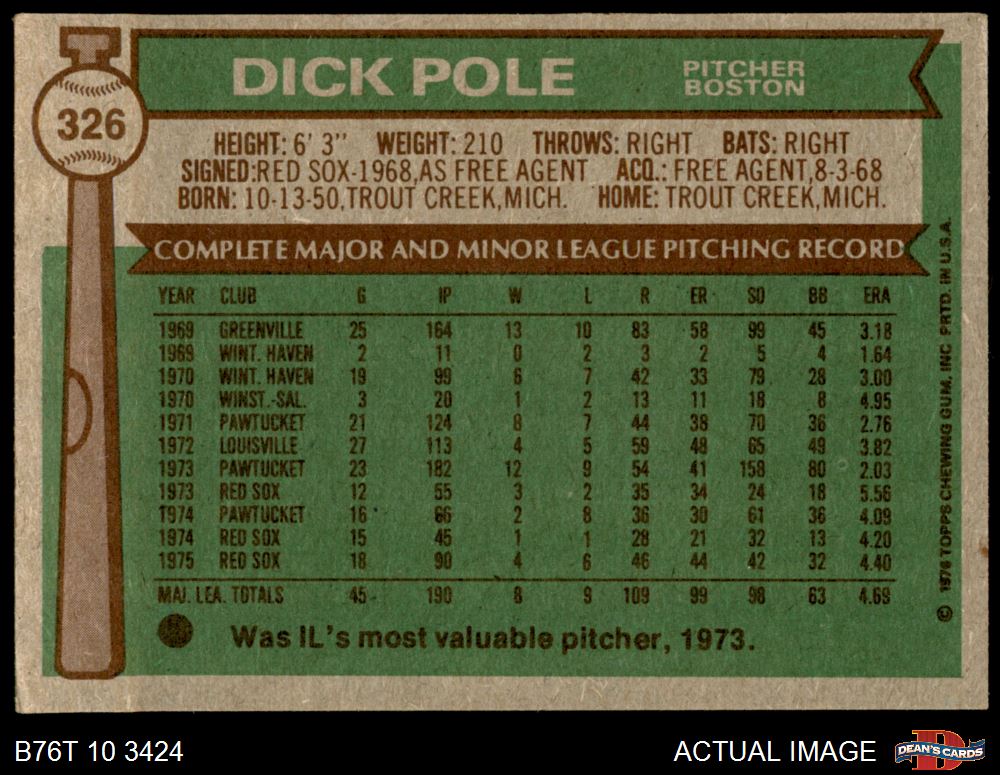 326
DICK POLE
PITCHER
BOSTON
HEIGHT: 6' 3" WEIGHT: 210 THROWS: RIGHT BATS: RIGHT
SIGNED:RED SOX-1968,AS FREE AGENT ACQ.: FREE AGENT,8-3-68
BORN: 10-13-50,TROUT CREEK,MICH. HOME: TROUT CREEK,MICH.
COMPLETE MAJOR AND MINOR LEAGUE PITCHING RECORD
YEAR CLUB G IP W L R ER SO BB ERA
1969 GREENVILLE 25 164 13 10 83 58 99 45 3.18
1969 WINT. HAVEN 2 11 0 2 3 2 5 4 1.64
1970 WINT. HAVEN 19 99 6 7 42 33 79 28 3.00
1970 WINST.-SAL. 3 20 1 2 13 11 18 8 4.95
1971 PAWTUCKET 21 124 8 7 44 38 70 36 2.76
1972 LOUISVILLE 27 113 4 5 59 48 65 49 3.82
1973 PAWTUCKET 23 182 12 9 54 41 158 80 2.03
1973 RED SOX 12 55 3 2 35 34 24 18 5.56
1974 PAWTUCKET 16 66 2 8 36 30 61 36 4.09
1974 RED SOX 15 45 1 1 28 21 32 13 4.20
1975 RED SOX 18 90 4 6 46 44 42 32 4.40
MAJ. LEA. TOTALS 45 190 8 9 109 99 98 63 4.69
Was IL's most valuable pitcher, 1973.
© 1976 TOPPS CHEWING GUM, INC PRTD. IN U.S.A.
B76T 10 3424
ACTUAL IMAGE
D
DEAN'S CARDS